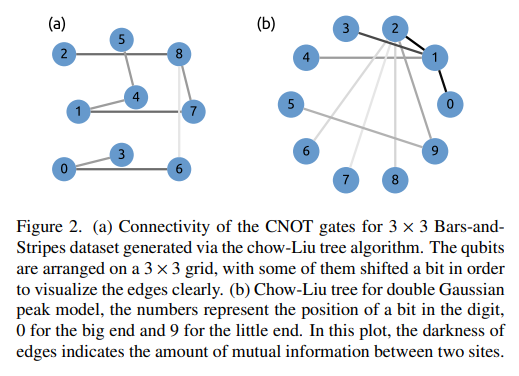 (a)
5
2
8
4
1
7
3
0
6
(b)
3
2
4
1
5
0
6
9
7
8
Figure 2. (a) Connectivity of the CNOT gates for 3 × 3 Bars-and-
Stripes dataset generated via the chow-Liu tree algorithm. The qubits
are arranged on a 3 × 3 grid, with some of them shifted a bit in order
to visualize the edges clearly. (b) Chow-Liu tree for double Gaussian
peak model, the numbers represent the position of a bit in the digit,
0 for the big end and 9 for the little end. In this plot, the darkness of
edges indicates the amount of mutual information between two sites.